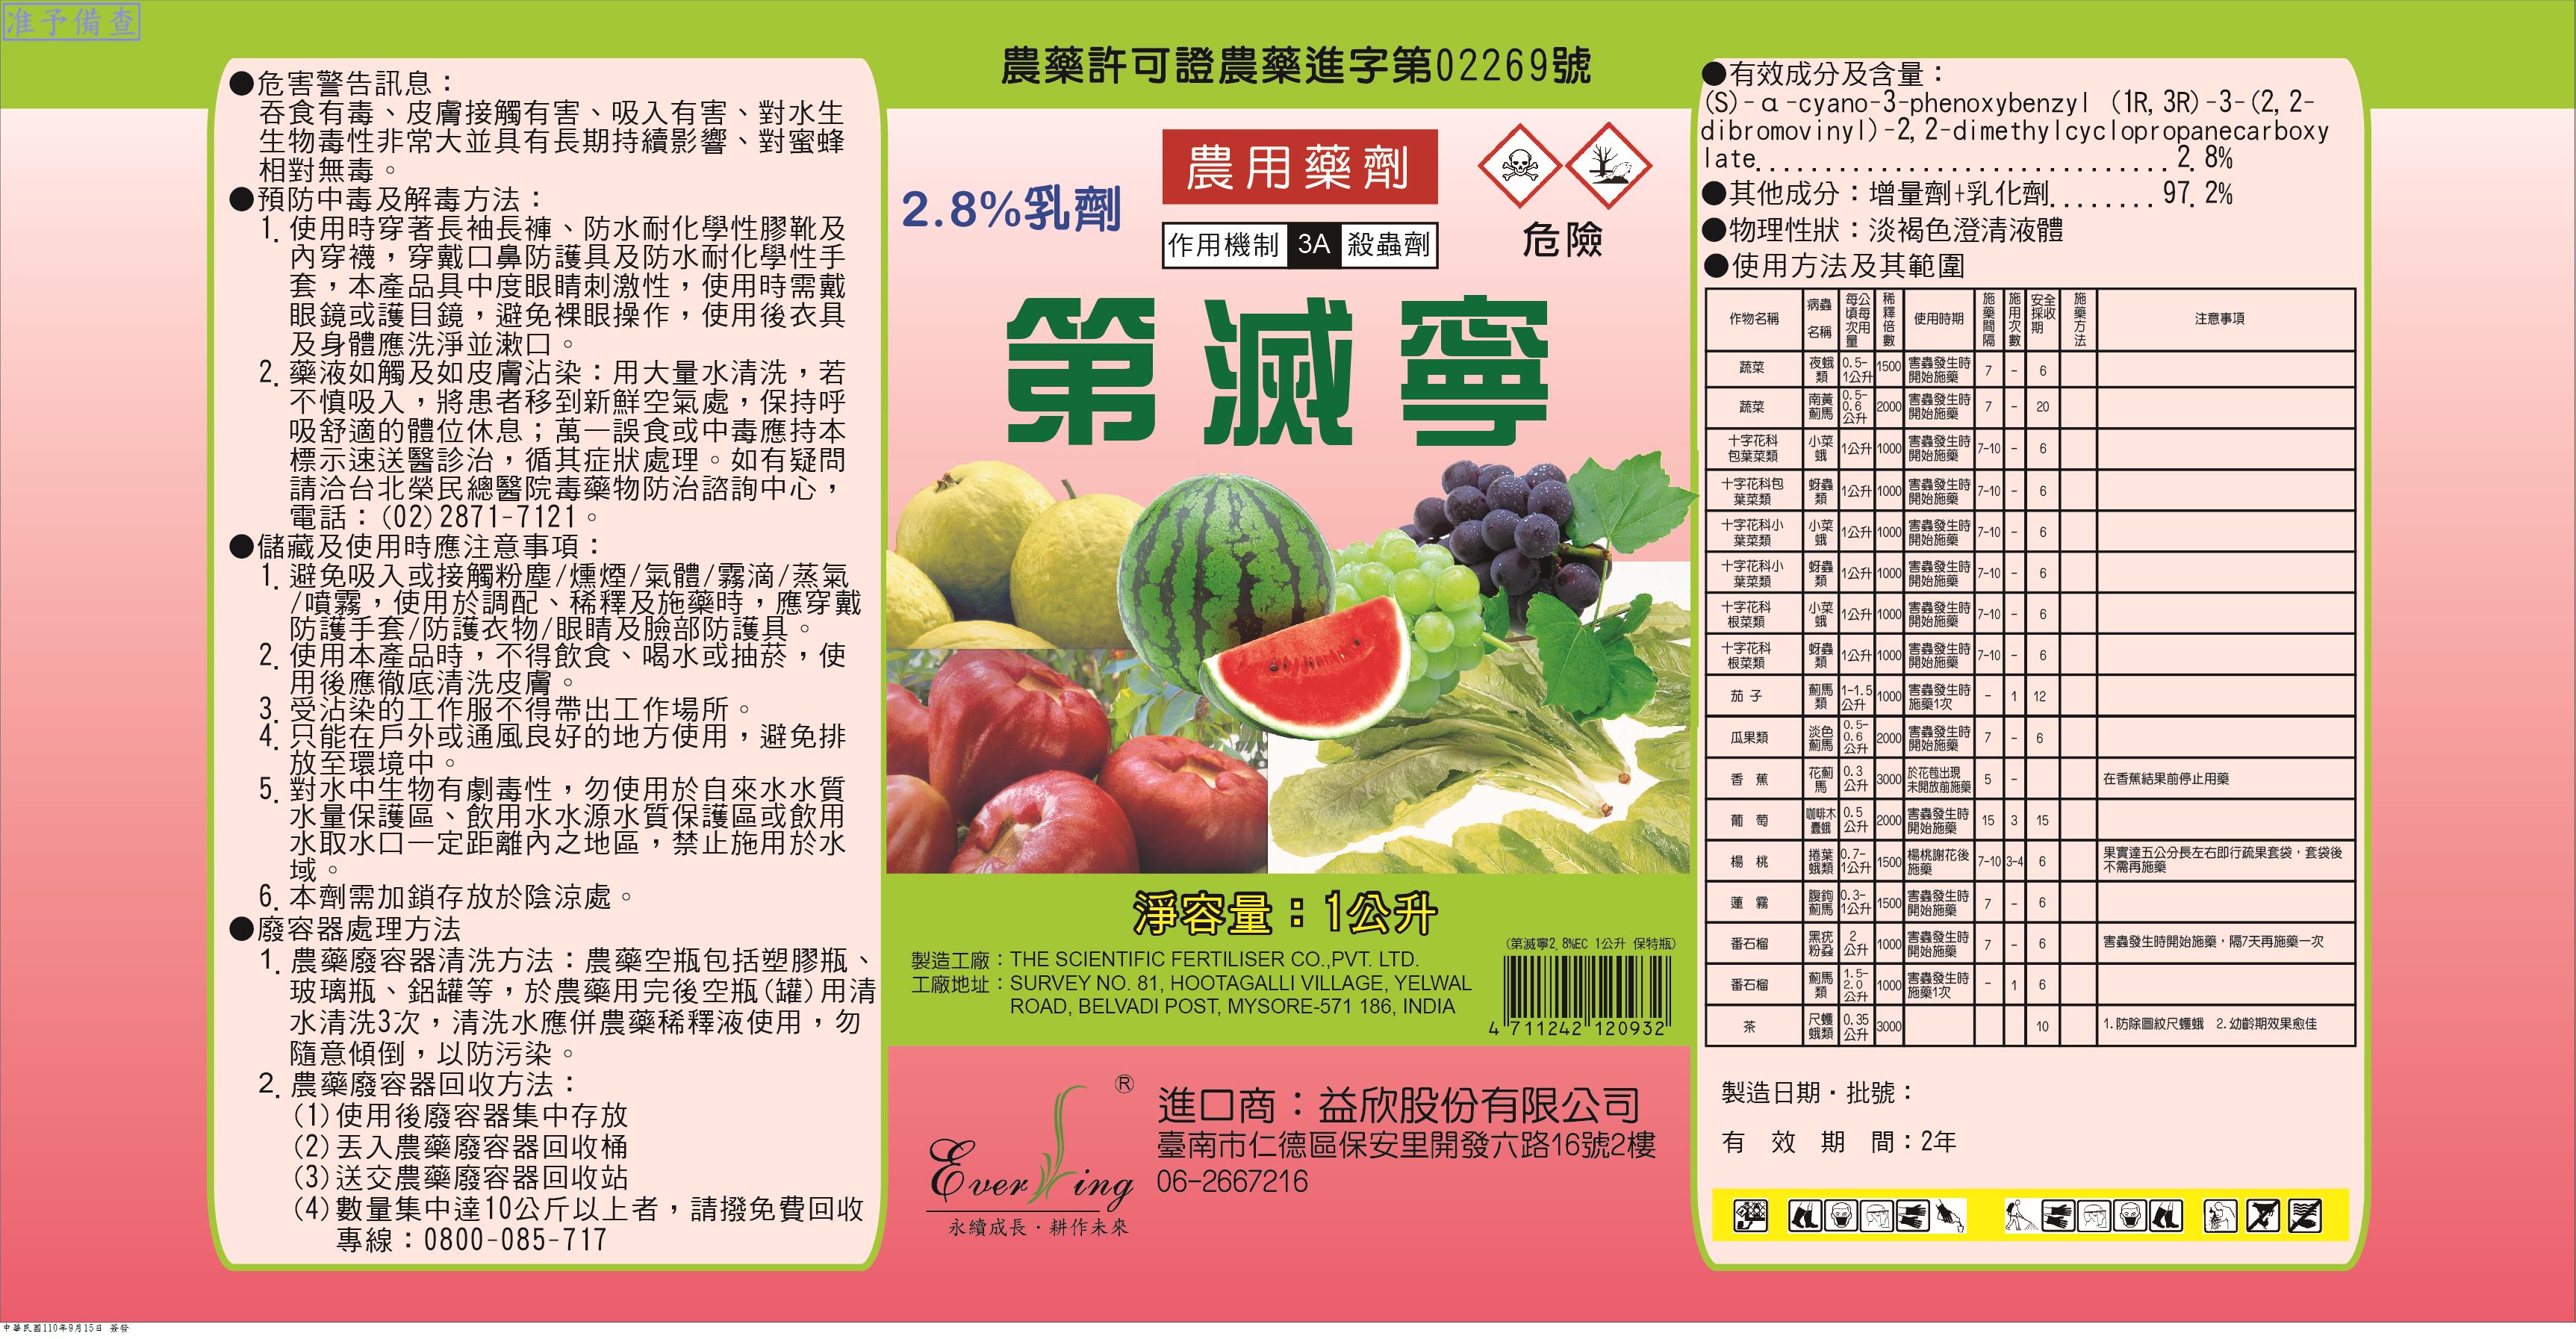 准予備查
●危害警告訊息：
吞食有毒、皮膚接觸有害、吸入有害、對水生
生物毒性非常大並具有長期持續影響、對蜜蜂
相對無毒。
●預防中毒及解毒方法：
1. 使用時穿著長袖長褲、防水耐化學性膠靴及
內穿襪，穿戴口鼻防護具及防水耐化學性手
套，本產品具中度眼睛刺激性，使用時需戴
眼鏡或護目鏡，避免裸眼操作，使用後衣具
及身體應洗淨並漱口。
2. 藥液如觸及如皮膚沾染：用大量水清洗，若
不慎吸入，將患者移到新鮮空氣處，保持呼
吸舒適的體位休息；萬一誤食或中毒應持本
標示速送醫診治，循其症狀處理。如有疑問
請洽台北榮民總醫院毒藥物防治諮詢中心，
電話：(02)2871-7121。
●儲藏及使用時應注意事項：
1. 避免吸入或接觸粉塵/燻煙/氣體/霧滴/蒸氣
/噴霧，使用於調配、稀釋及施藥時，應穿戴
防護手套/防護衣物/眼睛及臉部防護具。
2. 使用本產品時，不得飲食、喝水或抽菸，使
用後應徹底清洗皮膚。
3. 受沾染的工作服不得帶出工作場所。
4. 只能在戶外或通風良好的地方使用，避免排
放至環境中。
5. 對水中生物有劇毒性，勿使用於自來水水質
水量保護區、飲用水水源水質保護區或飲用
水取水口一定距離內之地區，禁止施用於水
域。
6. 本劑需加鎖存放於陰涼處。
●廢容器處理方法
1. 農藥廢容器清洗方法：農藥空瓶包括塑膠瓶、
玻璃瓶、鋁罐等，於農藥用完後空瓶(罐)用清
水清洗3次，清洗水應併農藥稀釋液使用，勿
隨意傾倒，以防污染。
2. 農藥廢容器回收方法：
(1)使用後廢容器集中存放
(2)丟入農藥廢容器回收桶
(3)送交農藥廢容器回收站
(4)數量集中達10公斤以上者，請撥免費回收
專線：0800-085-717
農藥許可證農藥進字第02269號
農用藥劑
2.8%乳劑
作用機制 3A 殺蟲劑
危險
第滅寧
淨容量：1公升
製造工廠：THE SCIENTIFIC FERTILISER CO.,PVT. LTD.
工廠地址：SURVEY NO. 81, HOOTAGALLI VILLAGE, YELWAL
ROAD, BELVADI POST, MYSORE-571 186, INDIA
(第滅寧2.8%EC 1公升 保特瓶)
4 711242 120932
Ever ing ®
永續成長・耕作未來
進口商：益欣股份有限公司
臺南市仁德區保安里開發六路16號2樓
06-2667216
●有效成分及含量：
(S)-α-cyano-3-phenoxybenzyl (1R,3R)-3-(2,2-
dibromovinyl)-2,2-dimethylcyclopropanecarboxy
late.............................2.8%
●其他成分：增量劑+乳化劑........97.2%
●物理性狀：淡褐色澄清液體
●使用方法及其範圍
作物名稱 病蟲名稱 每公頃每次用量 稀釋倍數 使用時期 施藥間隔 施用次數 安全採收期 施藥方法 注意事項
蔬菜 夜蛾類 0.5-1公升 1500 害蟲發生時開始施藥 7 - 6
蔬菜 南黃薊馬 0.5-0.6公升 2000 害蟲發生時開始施藥 7 - 20
十字花科包葉菜類 小菜蛾 1公升 1000 害蟲發生時開始施藥 7-10 - 6
十字花科包葉菜類 蚜蟲類 1公升 1000 害蟲發生時開始施藥 7-10 - 6
十字花科小葉菜類 小菜蛾 1公升 1000 害蟲發生時開始施藥 7-10 - 6
十字花科小葉菜類 蚜蟲類 1公升 1000 害蟲發生時開始施藥 7-10 - 6
十字花科根菜類 小菜蛾 1公升 1000 害蟲發生時開始施藥 7-10 - 6
十字花科根菜類 蚜蟲類 1公升 1000 害蟲發生時開始施藥 7-10 - 6
茄子 薊馬類 1-1.5公升 1000 害蟲發生時施藥1次 - 1 12
瓜果類 淡色薊馬 0.5-0.6公升 2000 害蟲發生時開始施藥 7 - 6
香蕉 花薊馬 0.3公升 3000 於花苞出現未開放前施藥 5 - 在香蕉結果前停止用藥
葡萄 咖啡木蠹蛾 0.5公升 2000 害蟲發生時開始施藥 15 3 15
楊桃 捲葉蛾類 0.7-1公升 1500 楊桃謝花後施藥 7-10 3-4 6 果實達五公分長左右即行疏果套袋，套袋後不需再施藥
蓮霧 腹鉤薊馬 0.3-1公升 1500 害蟲發生時開始施藥 7 - 6
番石榴 黑疣粉蝨 2公升 1000 害蟲發生時開始施藥 7 - 6 害蟲發生時開始施藥，隔7天再施藥一次
番石榴 薊馬類 1.5-2.0公升 1000 害蟲發生時施藥1次 - 1 6
茶 尺蠖蛾類 0.35公升 3000 10 1.防除圖紋尺蠖蛾 2.幼齡期效果愈佳
製造日期・批號：
有效期間：2年
中華民國110年9月15日 簽發